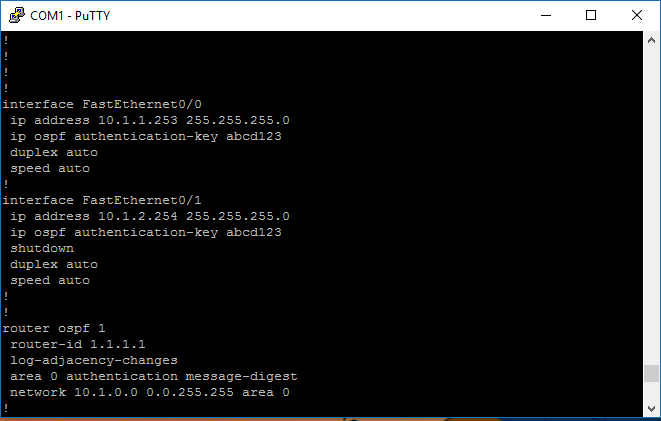 COM1 - PuTTY
!
!
!
!
interface FastEthernet0/0
 ip address 10.1.1.253 255.255.255.0
 ip ospf authentication-key abcd123
 duplex auto
 speed auto
!
interface FastEthernet0/1
 ip address 10.1.2.254 255.255.255.0
 ip ospf authentication-key abcd123
 shutdown
 duplex auto
 speed auto
!
!
router ospf 1
 router-id 1.1.1.1
 log-adjacency-changes
 area 0 authentication message-digest
 network 10.1.0.0 0.0.255.255 area 0
!